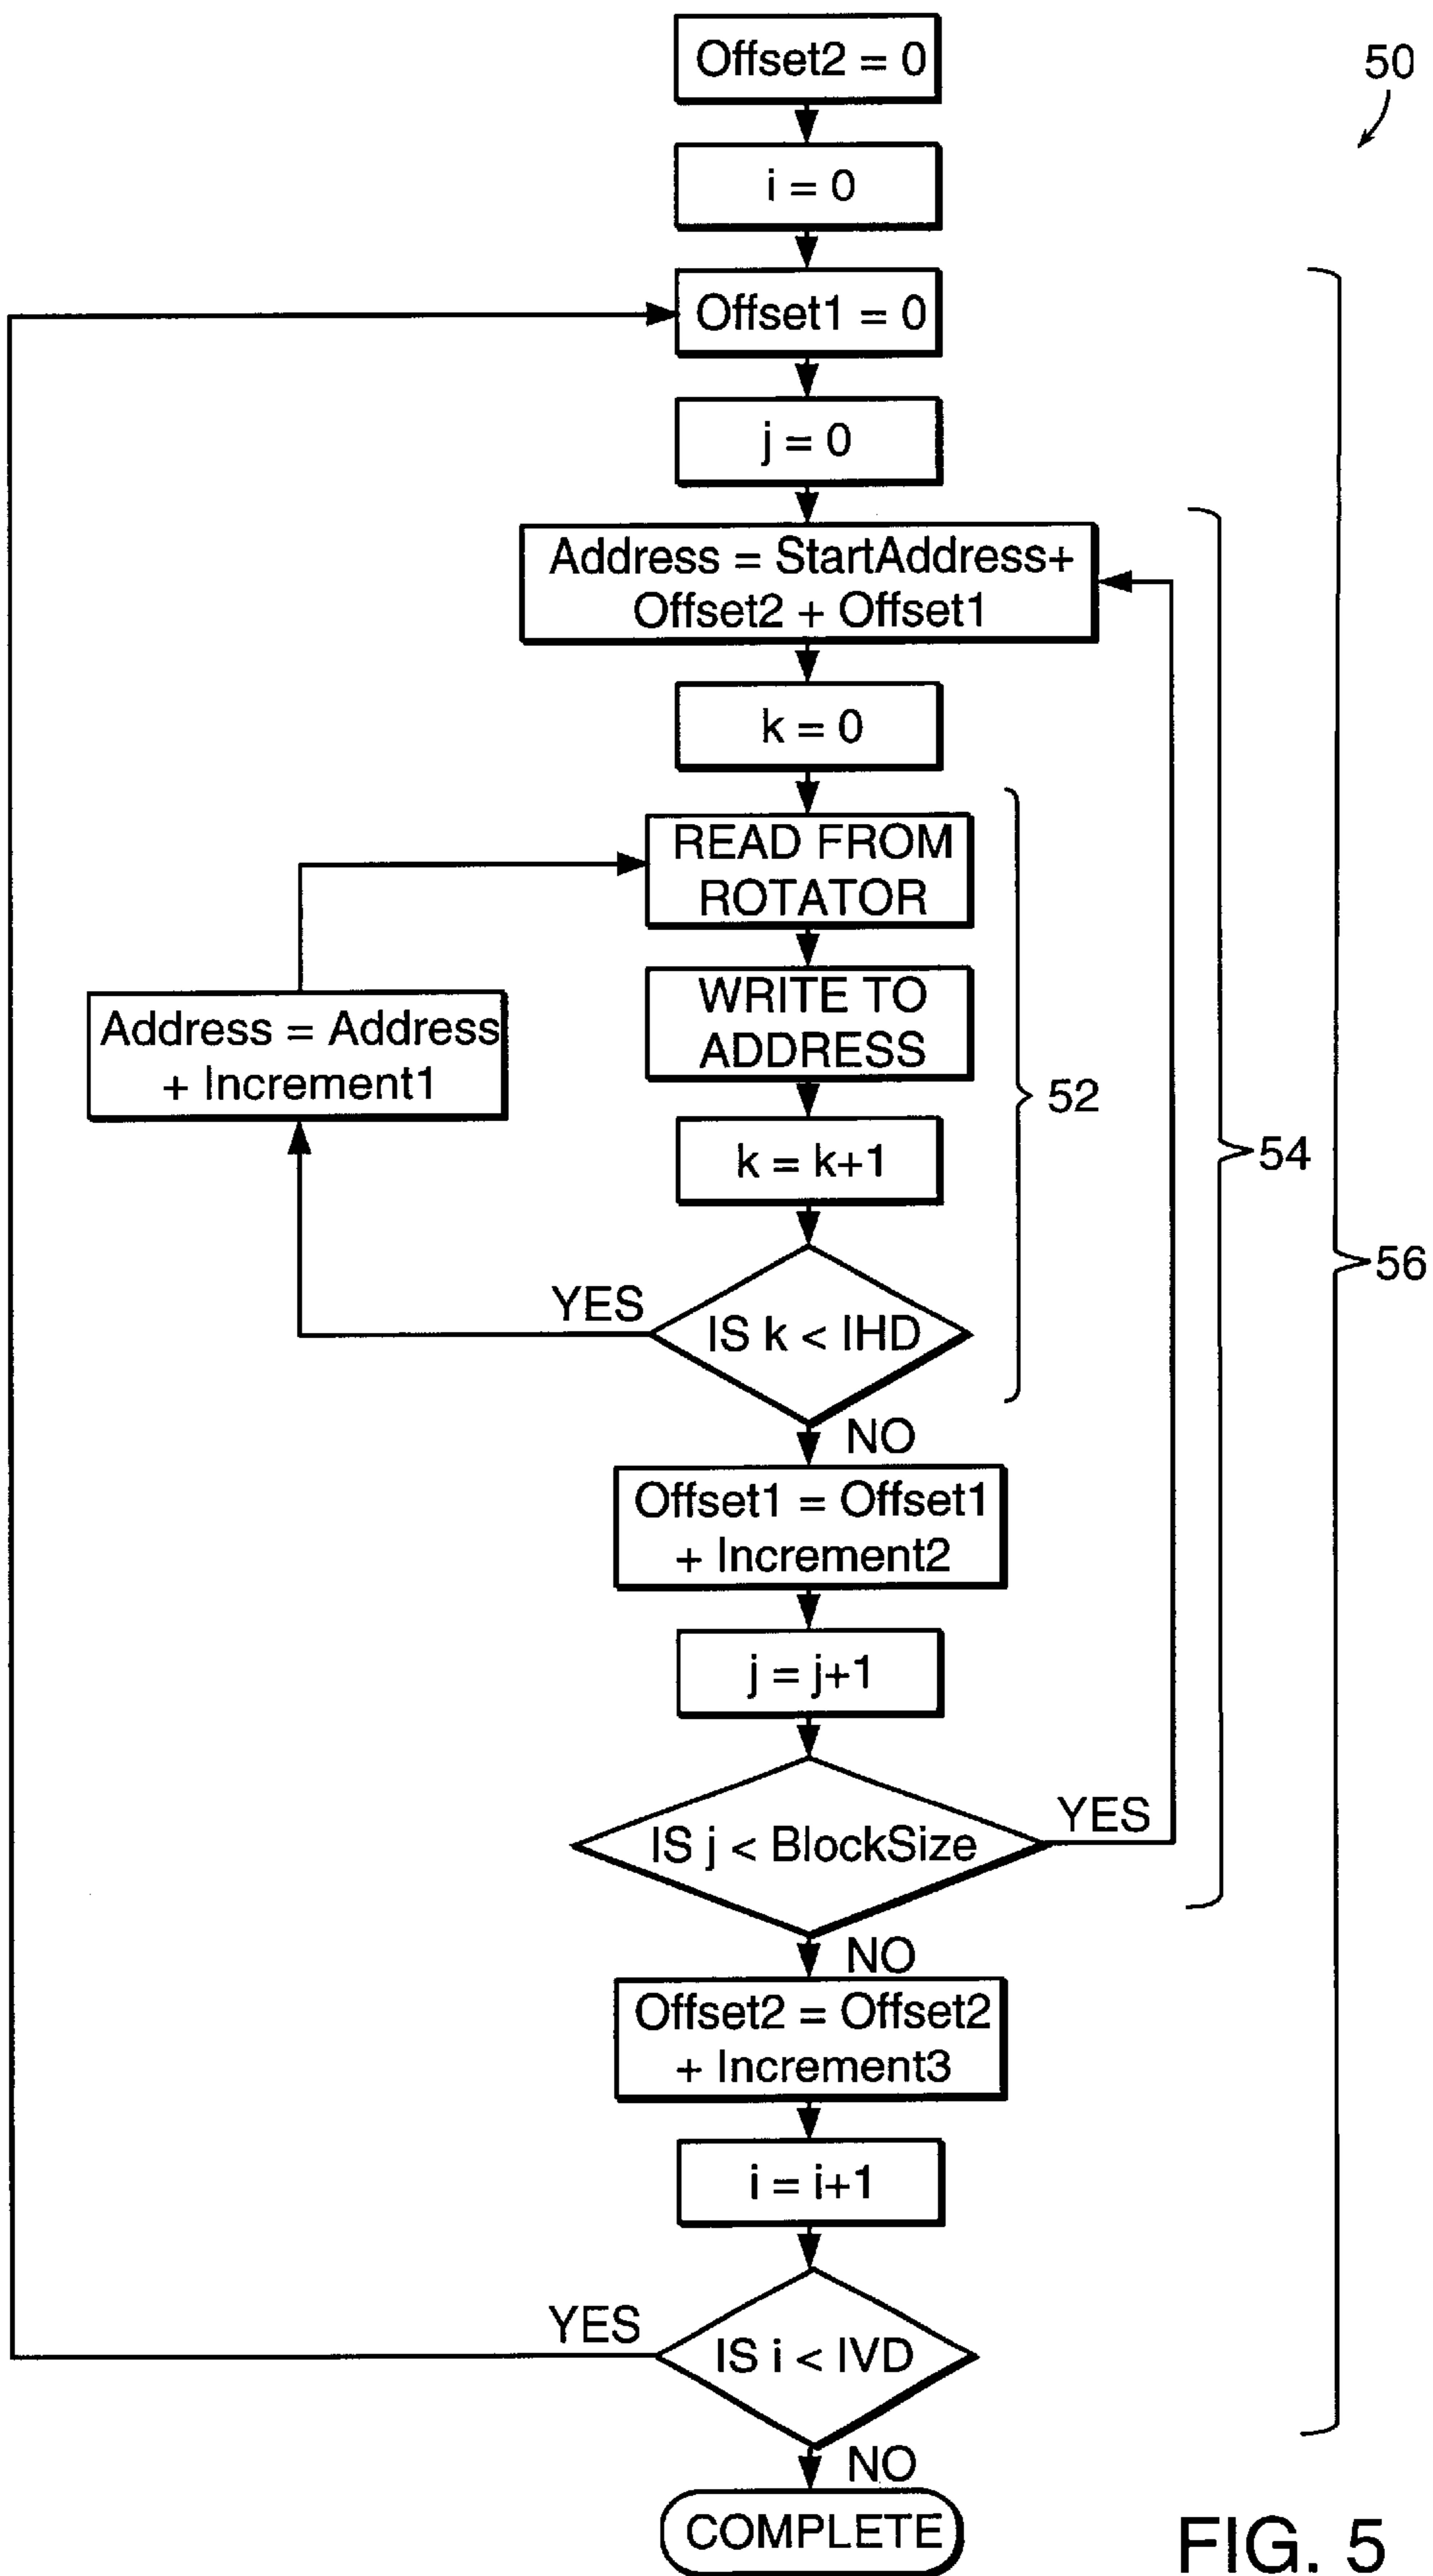 Offset2 = 0
50
i = 0
Offset1 = 0
j = 0
Address = StartAddress+
Offset2 + Offset1
k = 0
READ FROM
ROTATOR
WRITE TO
ADDRESS
Address = Address
+ Increment1
52
k = k+1
54
56
YES
IS k < IHD
NO
Offset1 = Offset1
+ Increment2
j = j+1
YES
IS j < BlockSize
NO
Offset2 = Offset2
+ Increment3
i = i+1
YES
IS i < IVD
NO
COMPLETE
FIG. 5